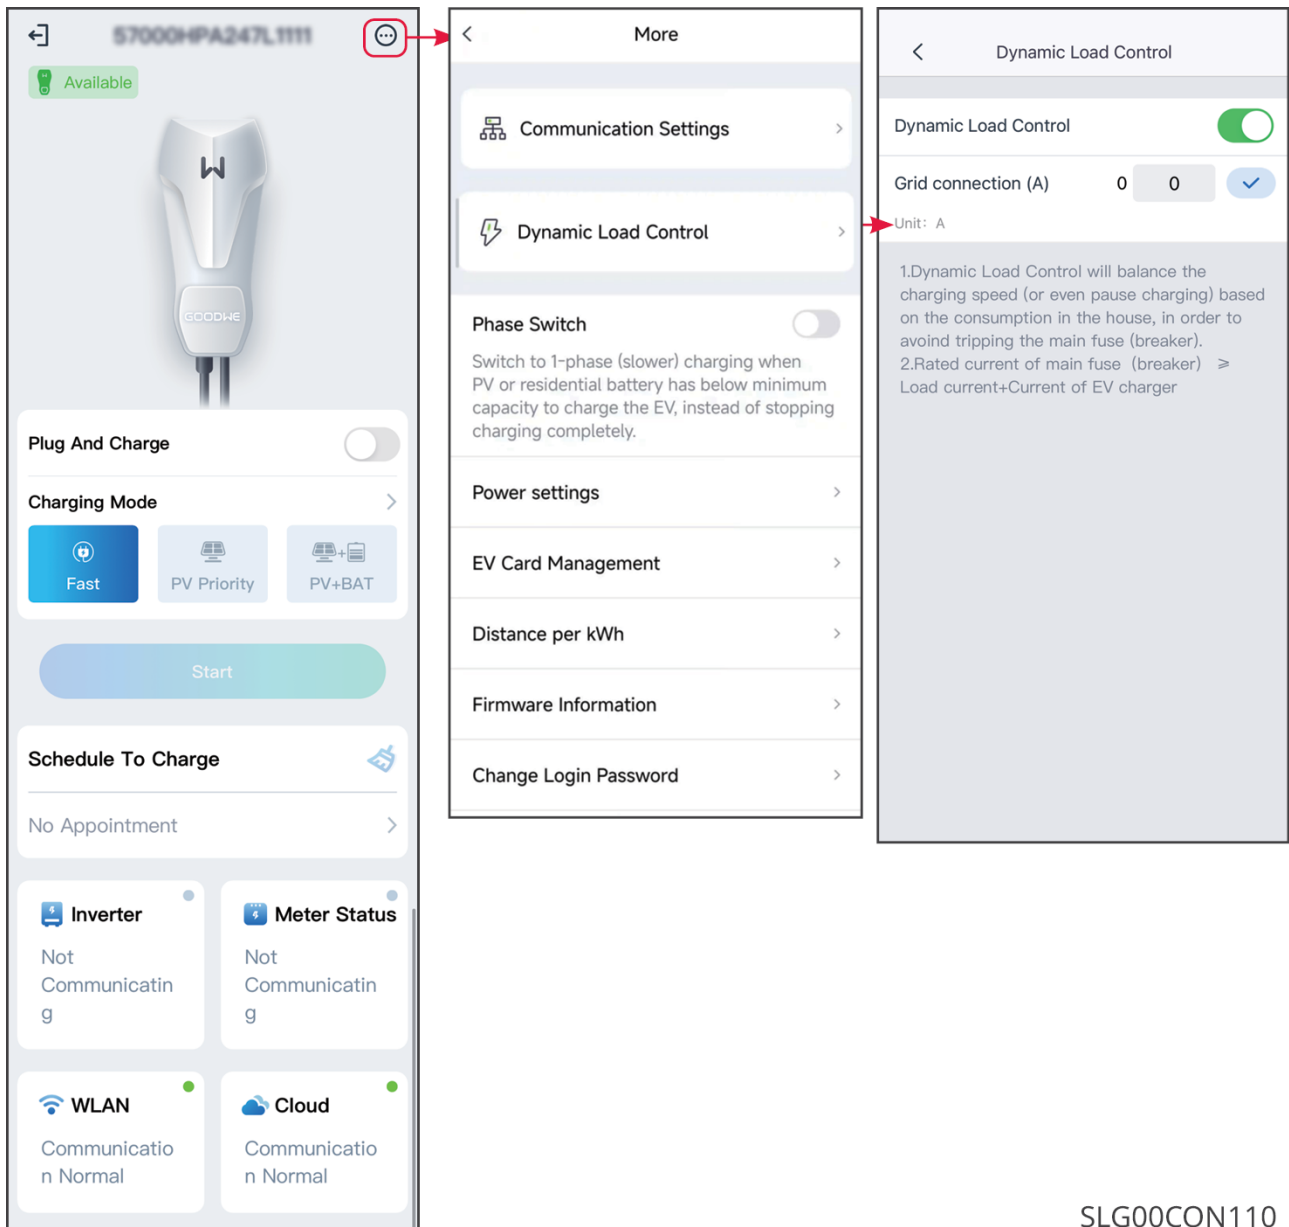 Available
GOODWE
Plug And Charge
Charging Mode
Fast
PV Priority
PV+BAT
Start
Schedule To Charge
No Appointment
Inverter
Not
Communicatin
g
Meter Status
Not
Communicatin
g
WLAN
Communicatio
n Normal
Cloud
Communicatio
n Normal
More
Communication Settings
Dynamic Load Control
Phase Switch
Switch to 1-phase (slower) charging when
PV or residential battery has below minimum
capacity to charge the EV, instead of stopping
charging completely.
Power settings
EV Card Management
Distance per kWh
Firmware Information
Change Login Password
Dynamic Load Control
Dynamic Load Control
Grid connection (A) 0 0
Unit: A
1.Dynamic Load Control will balance the
charging speed (or even pause charging) based
on the consumption in the house, in order to
avoind tripping the main fuse (breaker).
2.Rated current of main fuse (breaker) ≥
Load current+Current of EV charger
SLG00CON110